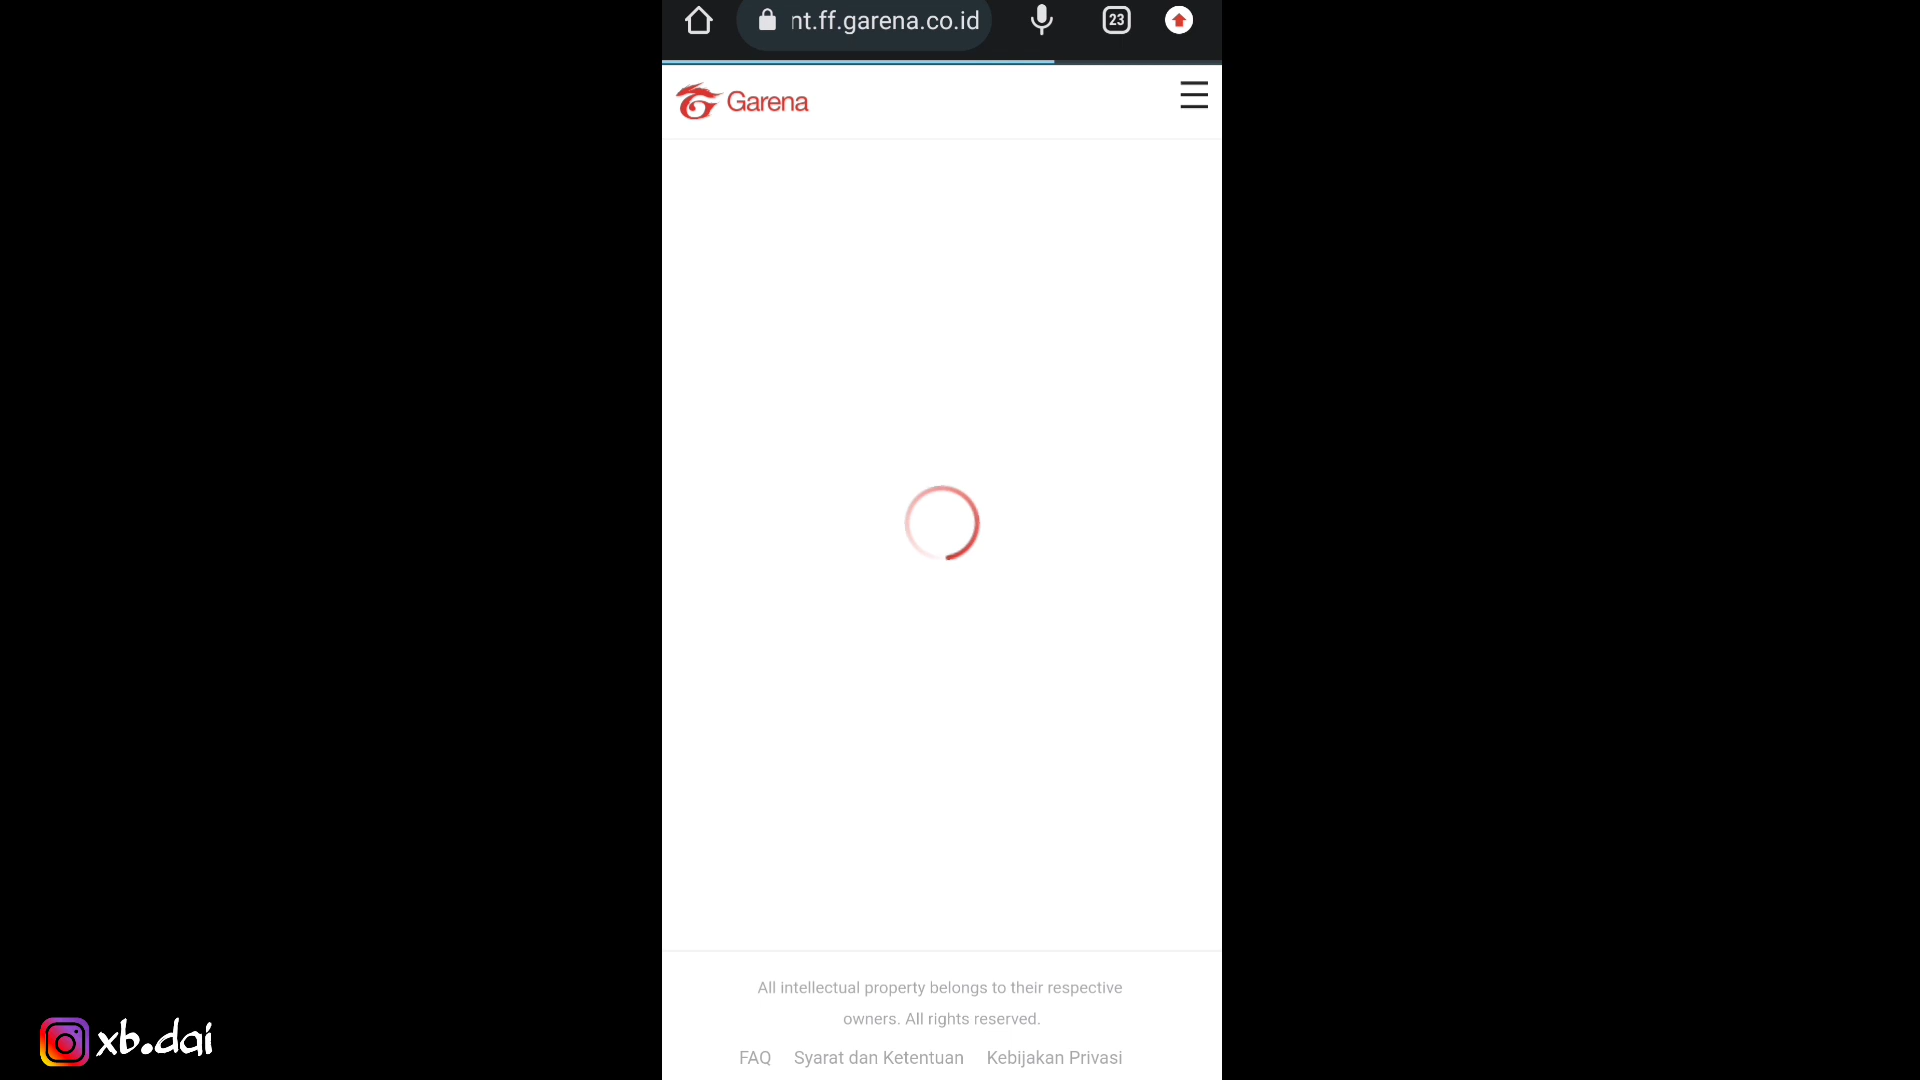 nt.ff.garena.co.id
23
Garena
All intellectual property belongs to their respective
owners. All rights reserved.
FAQ Syarat dan Ketentuan Kebijakan Privasi
xb.dai